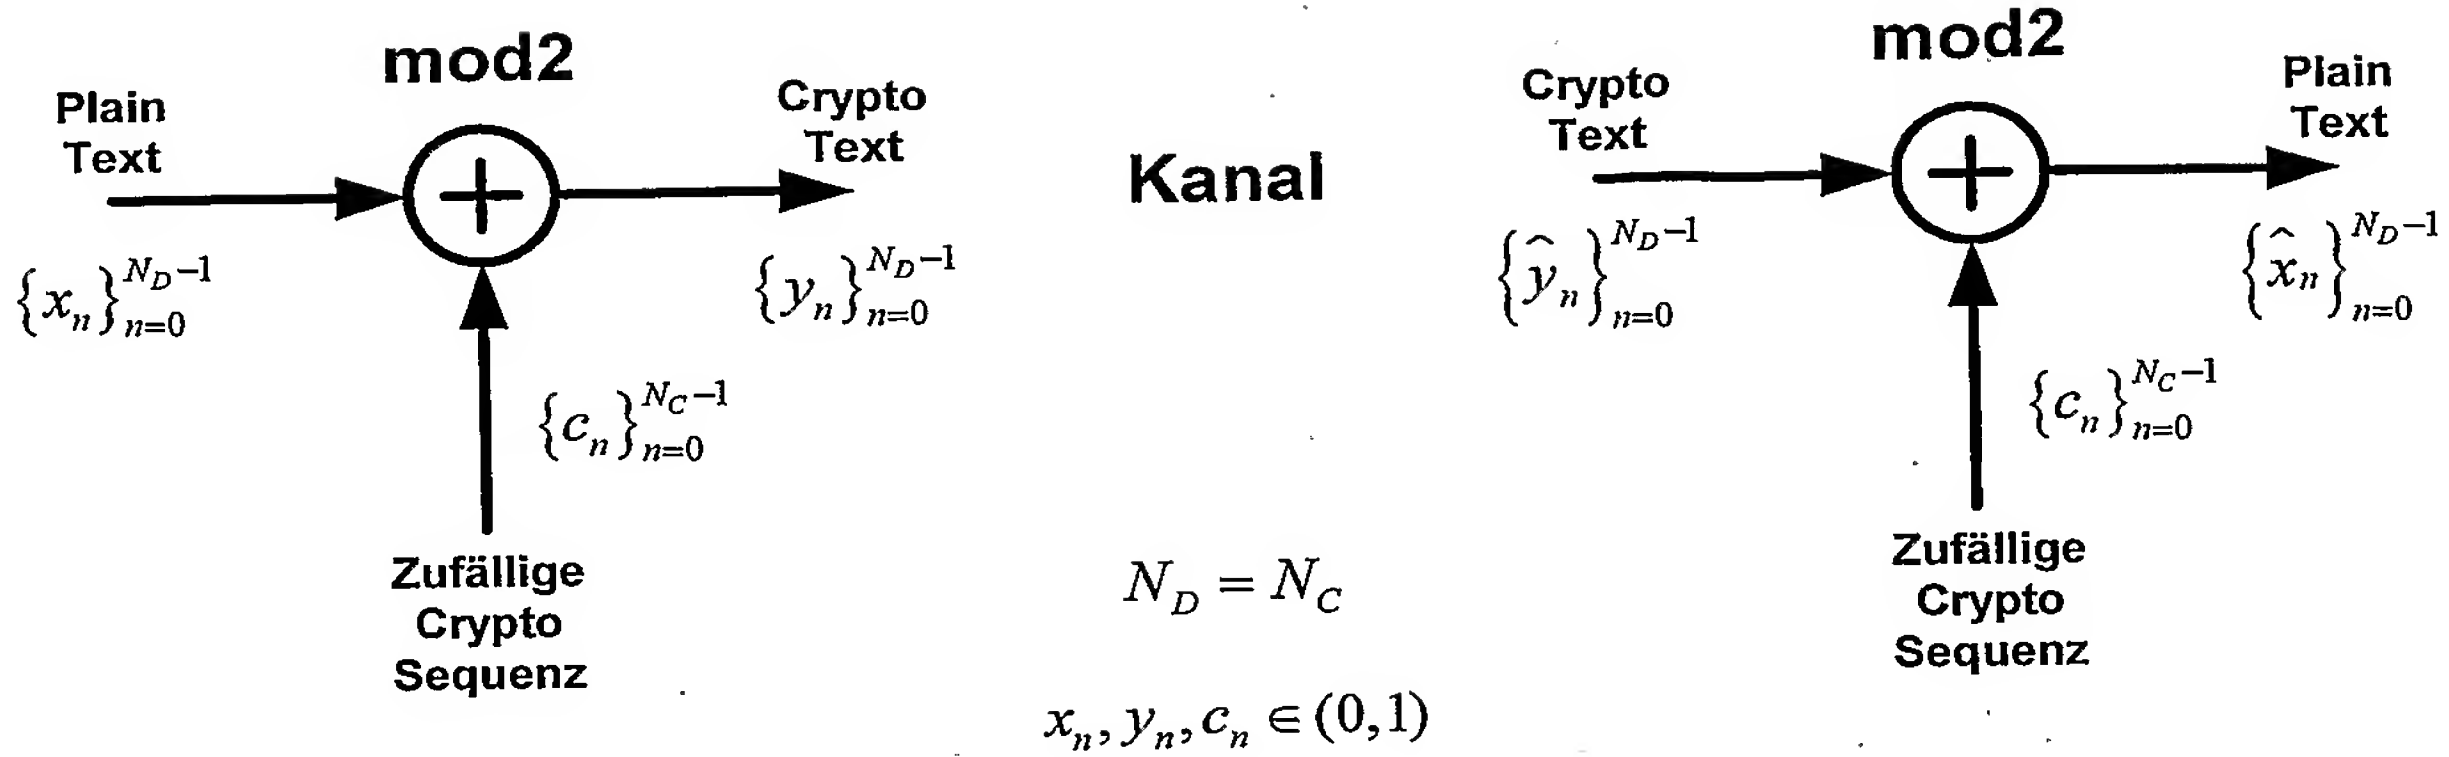 mod2
Plain
Text
Crypto
Text
{x_n}_{n=0}^{N_D-1}
{y_n}_{n=0}^{N_D-1}
{c_n}_{n=0}^{N_C-1}
Zufällige
Crypto
Sequenz
Kanal
N_D = N_C
x_n, y_n, c_n ∈ (0,1)
mod2
Crypto
Text
Plain
Text
{ŷ_n}_{n=0}^{N_D-1}
{x̂_n}_{n=0}^{N_D-1}
{c_n}_{n=0}^{N_C-1}
Zufällige
Crypto
Sequenz